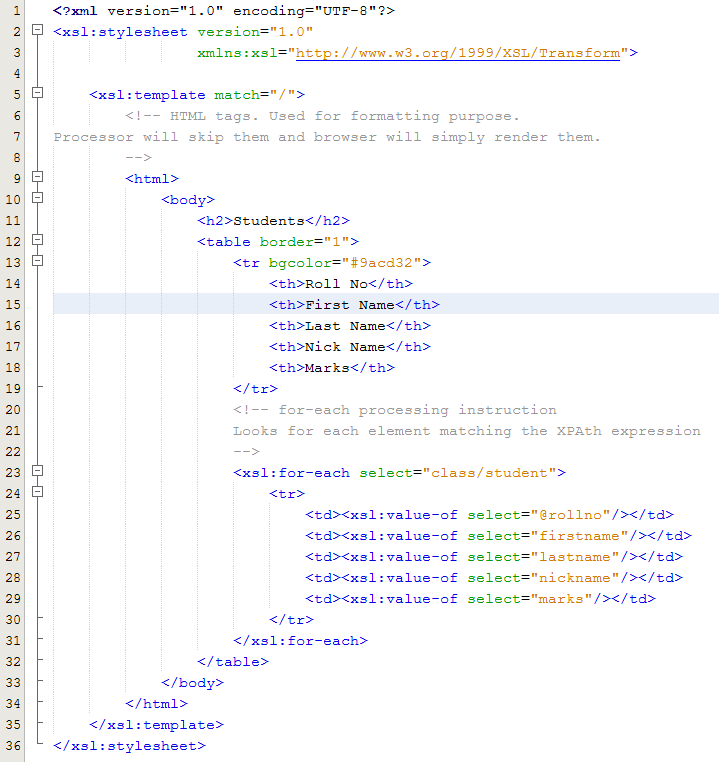 1 <?xml version="1.0" encoding="UTF-8"?>
2 <xsl:stylesheet version="1.0"
3 xmlns:xsl="http://www.w3.org/1999/XSL/Transform">
4
5 <xsl:template match="/">
6 <!-- HTML tags. Used for formatting purpose.
7 Processor will skip them and browser will simply render them.
8 -->
9 <html>
10 <body>
11 <h2>Students</h2>
12 <table border="1">
13 <tr bgcolor="#9acd32">
14 <th>Roll No</th>
15 <th>First Name</th>
16 <th>Last Name</th>
17 <th>Nick Name</th>
18 <th>Marks</th>
19 </tr>
20 <!-- for-each processing instruction
21 Looks for each element matching the XPAth expression
22 -->
23 <xsl:for-each select="class/student">
24 <tr>
25 <td><xsl:value-of select="@rollno"/></td>
26 <td><xsl:value-of select="firstname"/></td>
27 <td><xsl:value-of select="lastname"/></td>
28 <td><xsl:value-of select="nickname"/></td>
29 <td><xsl:value-of select="marks"/></td>
30 </tr>
31 </xsl:for-each>
32 </table>
33 </body>
34 </html>
35 </xsl:template>
36 </xsl:stylesheet>